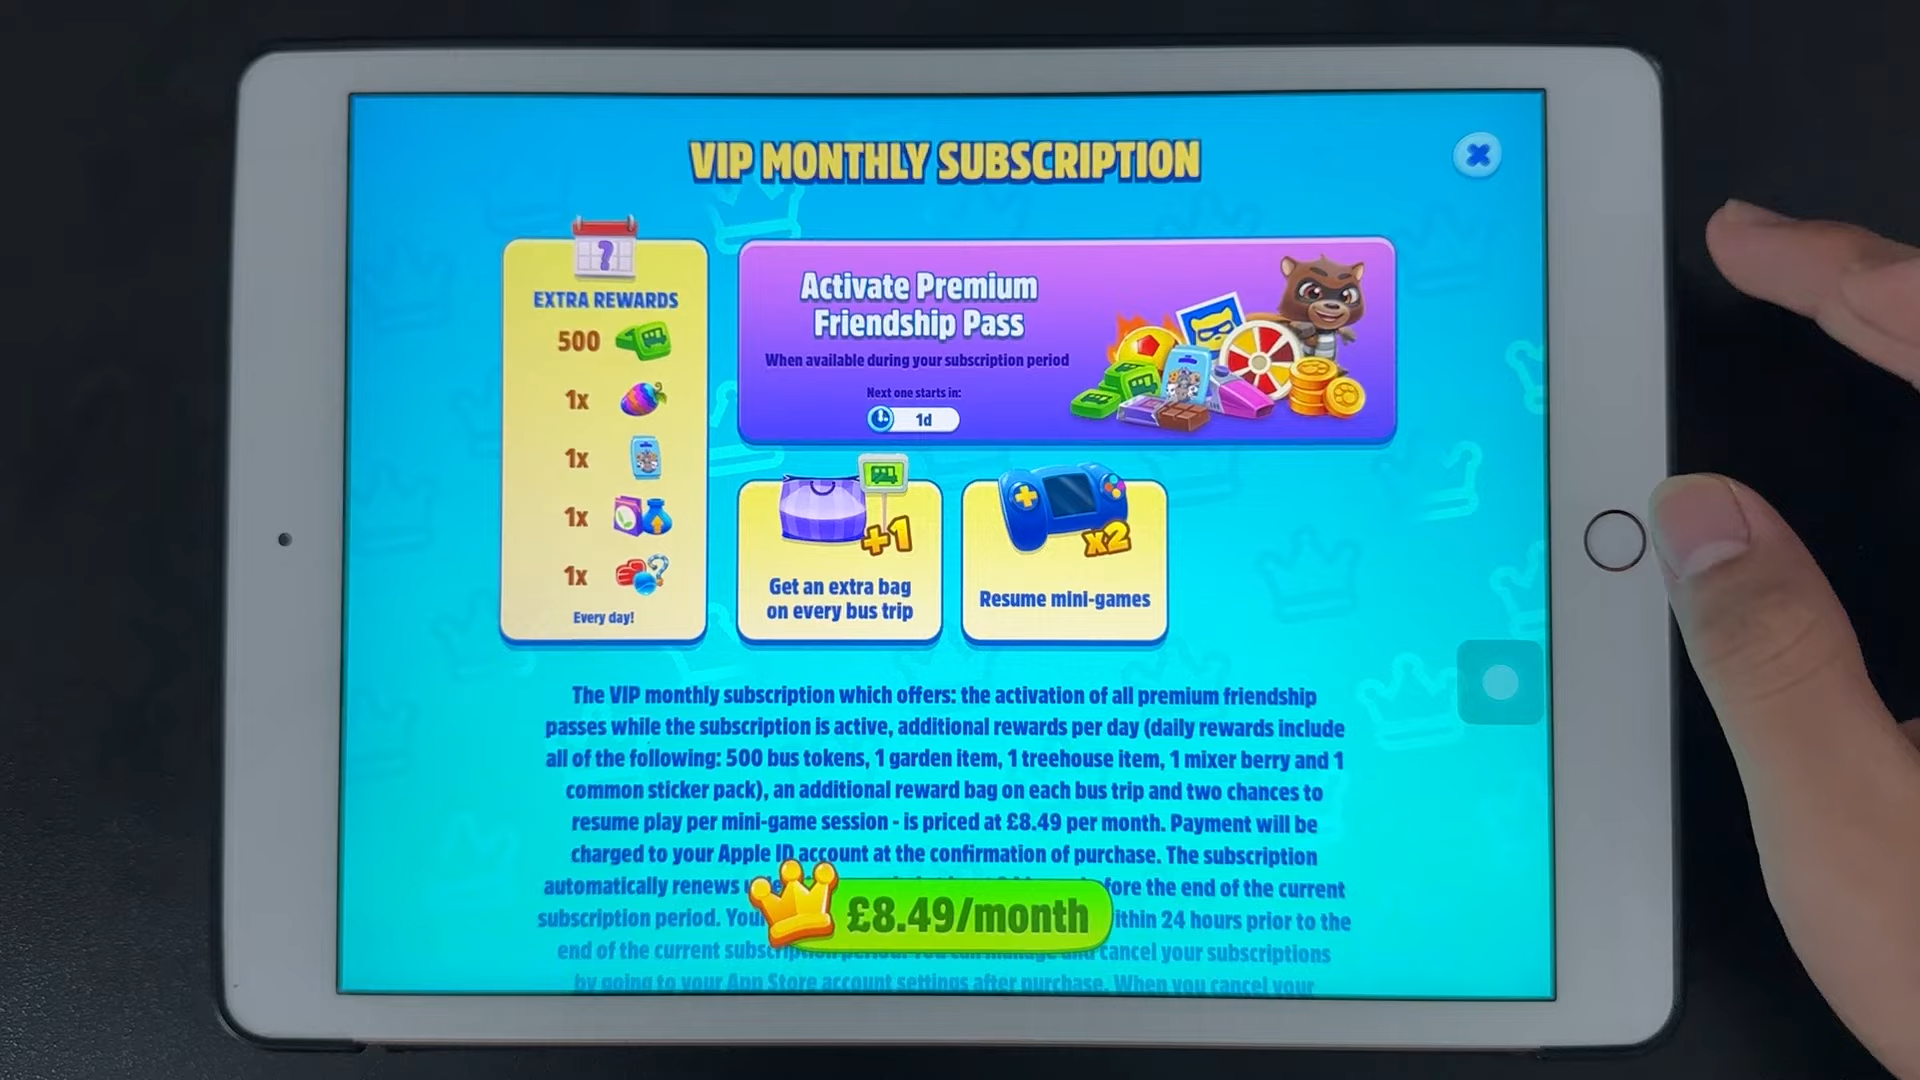 VIP MONTHLY SUBSCRIPTION
?
EXTRA REWARDS
500
1x
1x
1x
1x
?
Every day!
Activate Premium
Friendship Pass
When available during your subscription period
Next one starts in:
1d
+1
Get an extra bag
on every bus trip
x2
Resume mini-games
The VIP monthly subscription which offers: the activation of all premium friendship
passes while the subscription is active, additional rewards per day (daily rewards include
all of the following: 500 bus tokens, 1 garden item, 1 treehouse item, 1 mixer berry and 1
common sticker pack), an additional reward bag on each bus trip and two chances to
resume play per mini-game session - is priced at £8.49 per month. Payment will be
charged to your Apple ID account at the confirmation of purchase. The subscription
automatically renews fore the end of the current
subscription period. You ithin 24 hours prior to the
end of the current subscription period. You can manage and cancel your subscriptions
by going to your App Store account settings after purchase. When you cancel your
£8.49/month